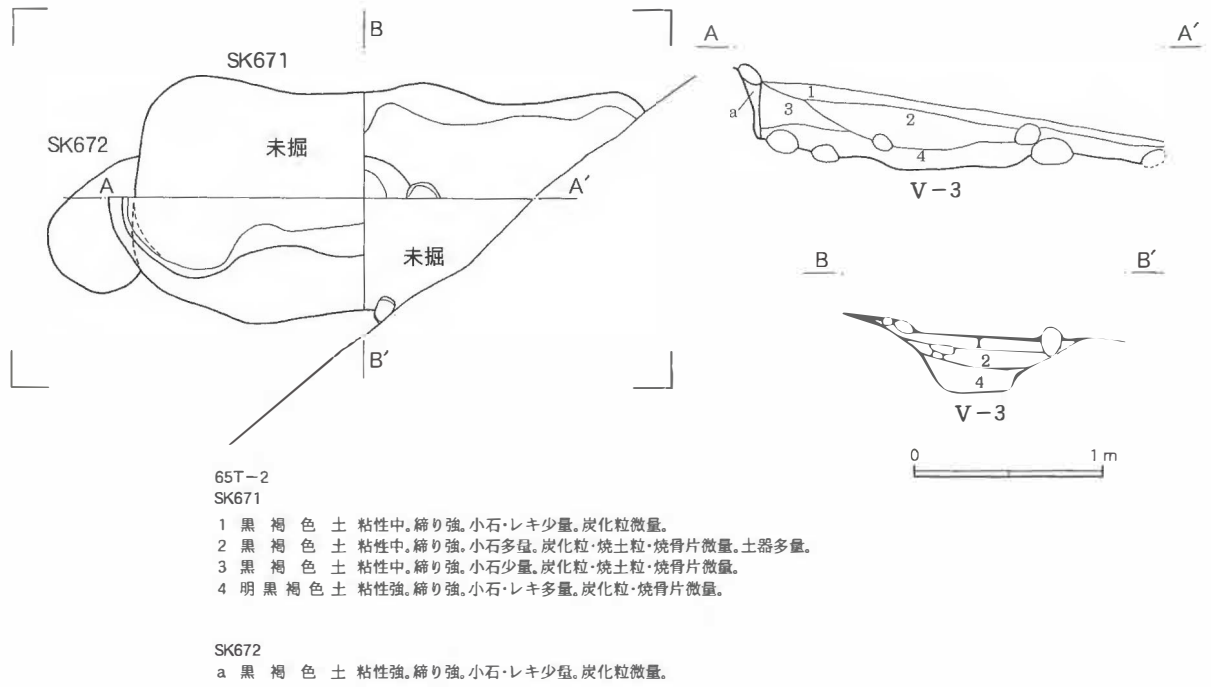 B
SK671
SK672
未掘
A
A′
未掘
B′
A
A′
1
a
3
2
4
V-3
B
B′
2
4
V-3
0 1 m
65T-2
SK671
1 黒褐色土 粘性中。締り強。小石・レキ少量。炭化粒微量。
2 黒褐色土 粘性中。締り強。小石多量。炭化粒・焼土粒・焼骨片微量。土器多量。
3 黒褐色土 粘性中。締り強。小石少量。炭化粒・焼土粒・焼骨片微量。
4 明黒褐色土 粘性強。締り強。小石・レキ多量。炭化粒・焼骨片微量。
SK672
a 黒褐色土 粘性強。締り強。小石・レキ少量。炭化粒微量。